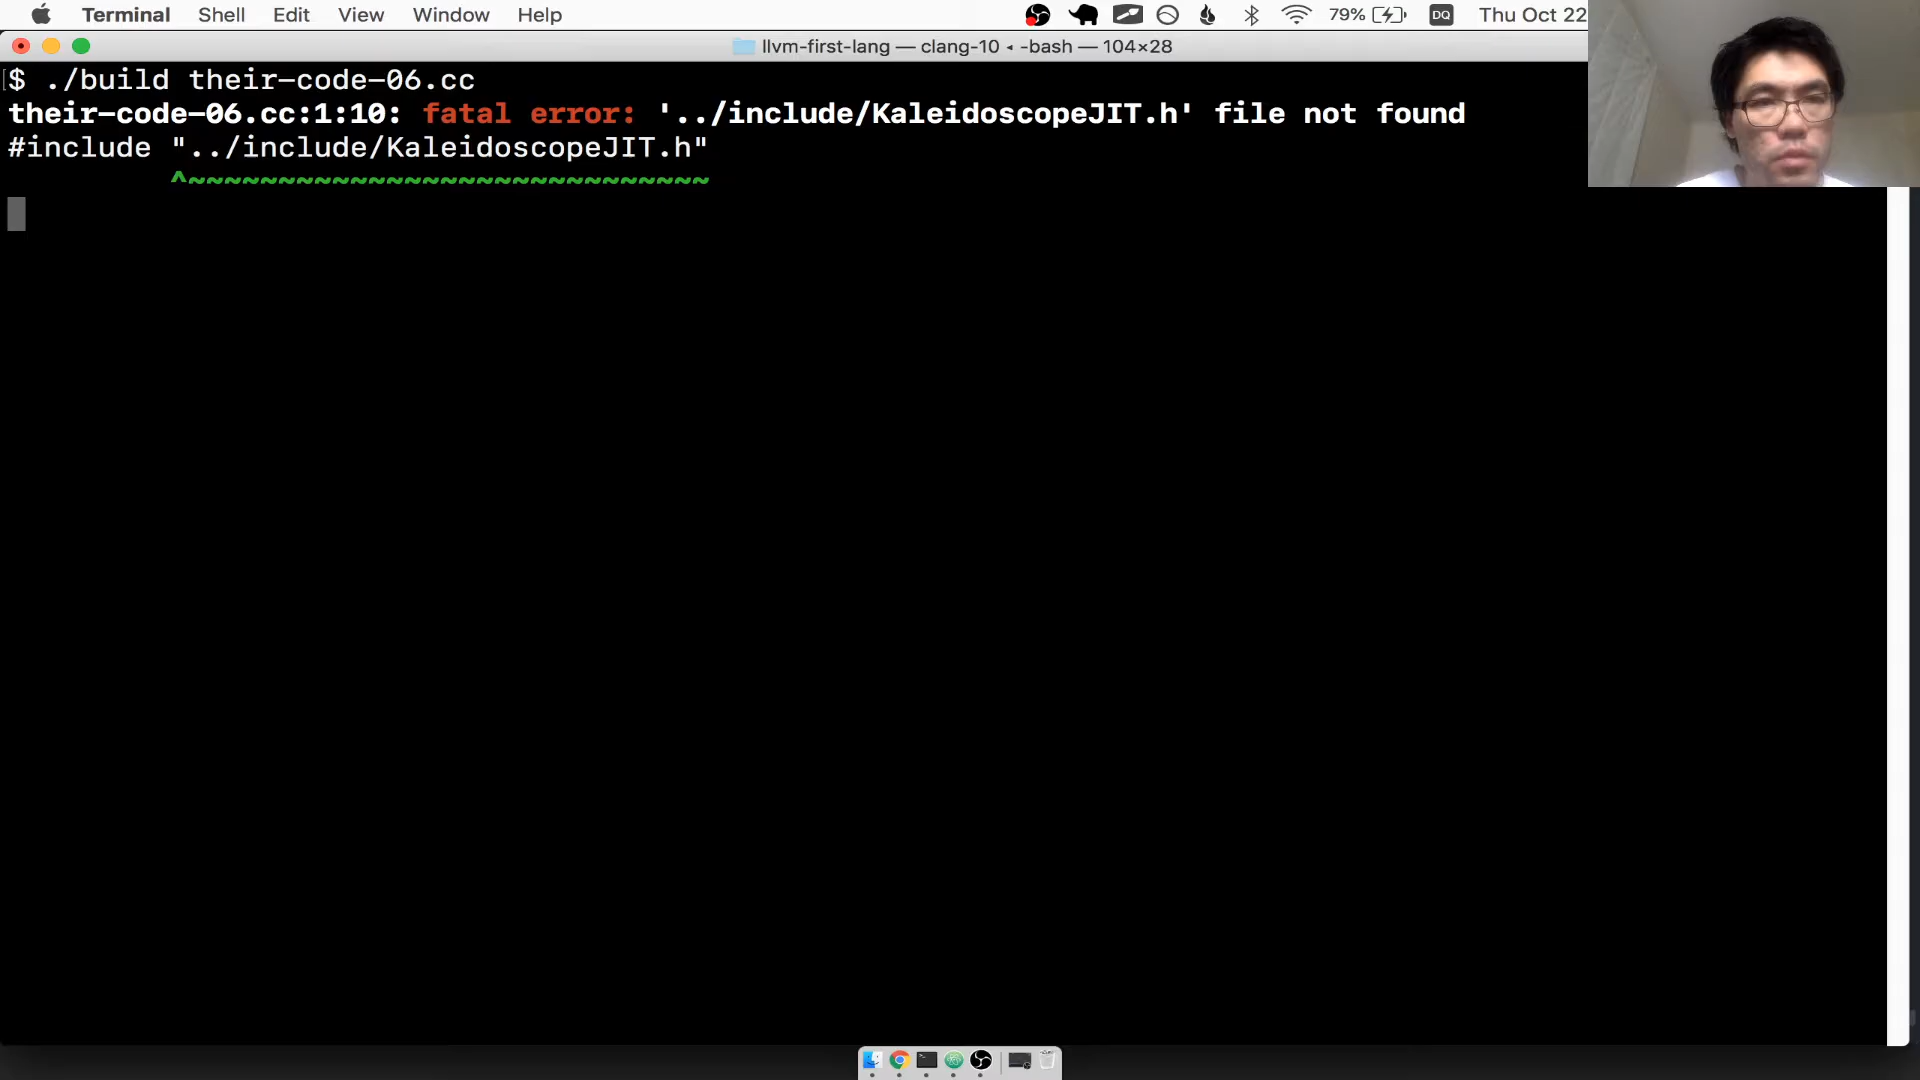 Terminal Shell Edit View Window Help 79% DQ Thu Oct 22
llvm-first-lang — clang-10 ◂ -bash — 104×28
$ ./build their-code-06.cc
their-code-06.cc:1:10: fatal error: '../include/KaleidoscopeJIT.h' file not found
#include "../include/KaleidoscopeJIT.h"
^~~~~~~~~~~~~~~~~~~~~~~~~~~~~~